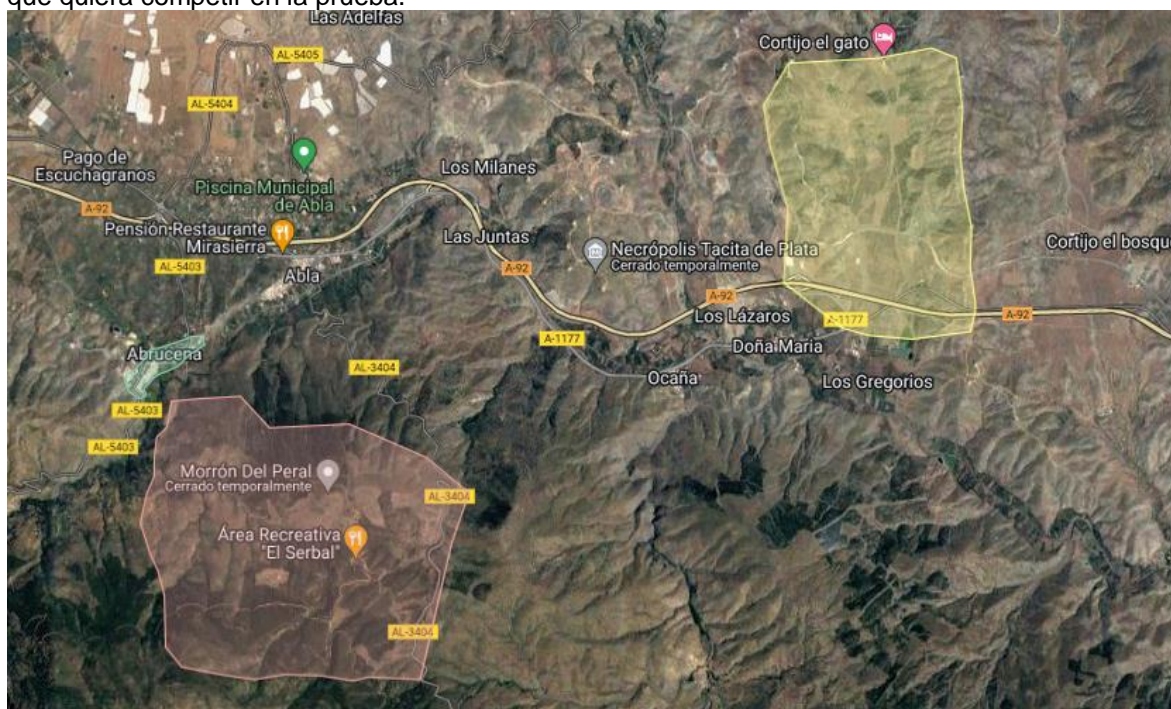 que quiera competir en la prueba.
Las Adelfas
AL-5405
Cortijo el gato
AL-5404
Pago de
Escuchagranos
Piscina Municipal
de Abla
Los Milanes
A-92
Pensión Restaurante
Mirasierra
Las Juntas
Necrópolis Tacita de Plata
Cerrado temporalmente
Cortijo el bosque
AL-5403
Abla
A-92
A-92
Los Lázaros
A-1177
A-92
A-1177
Doña Maria
Abrucena
AL-3404
Ocaña
Los Gregorios
AL-5403
AL-5403
Morrón Del Peral
Cerrado temporalmente
AL-3404
Área Recreativa
"El Serbal"
AL-3404